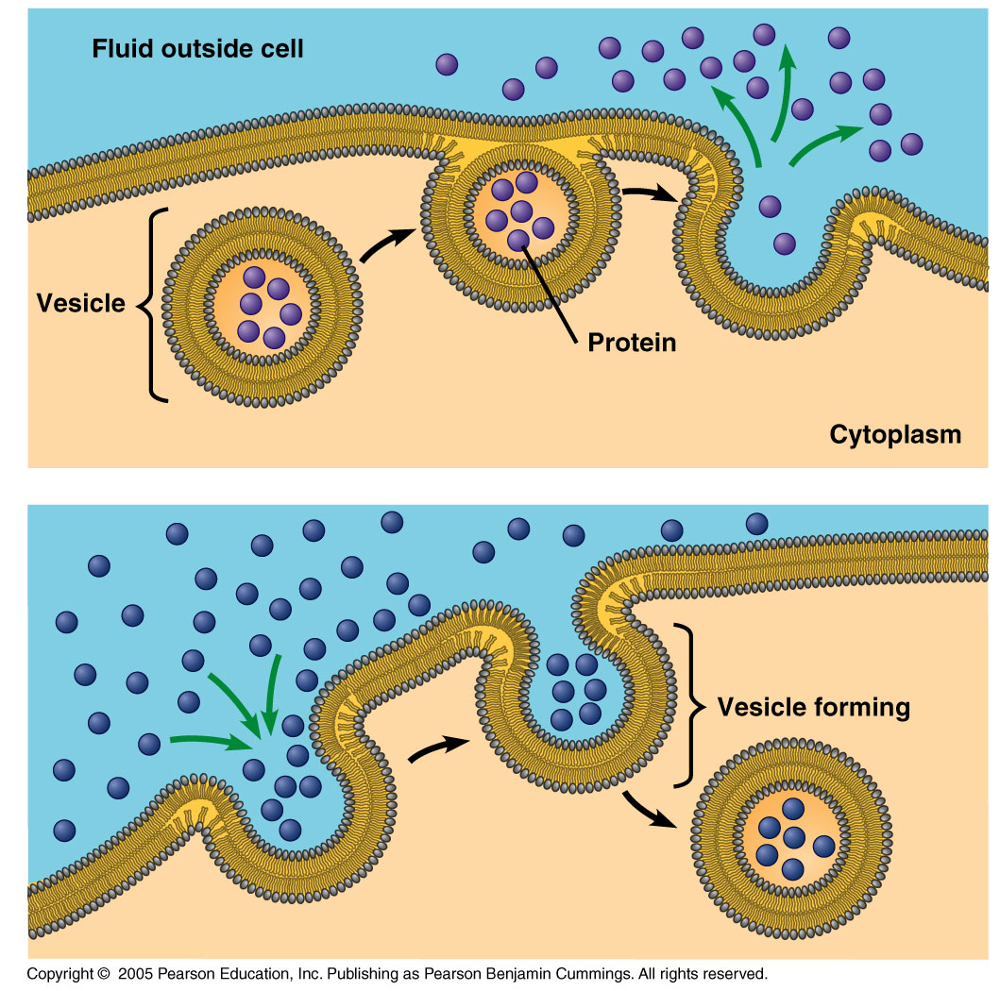 Fluid outside cell
Vesicle
Protein
Cytoplasm
Vesicle forming
Copyright © 2005 Pearson Education, Inc. Publishing as Pearson Benjamin Cummings. All rights reserved.